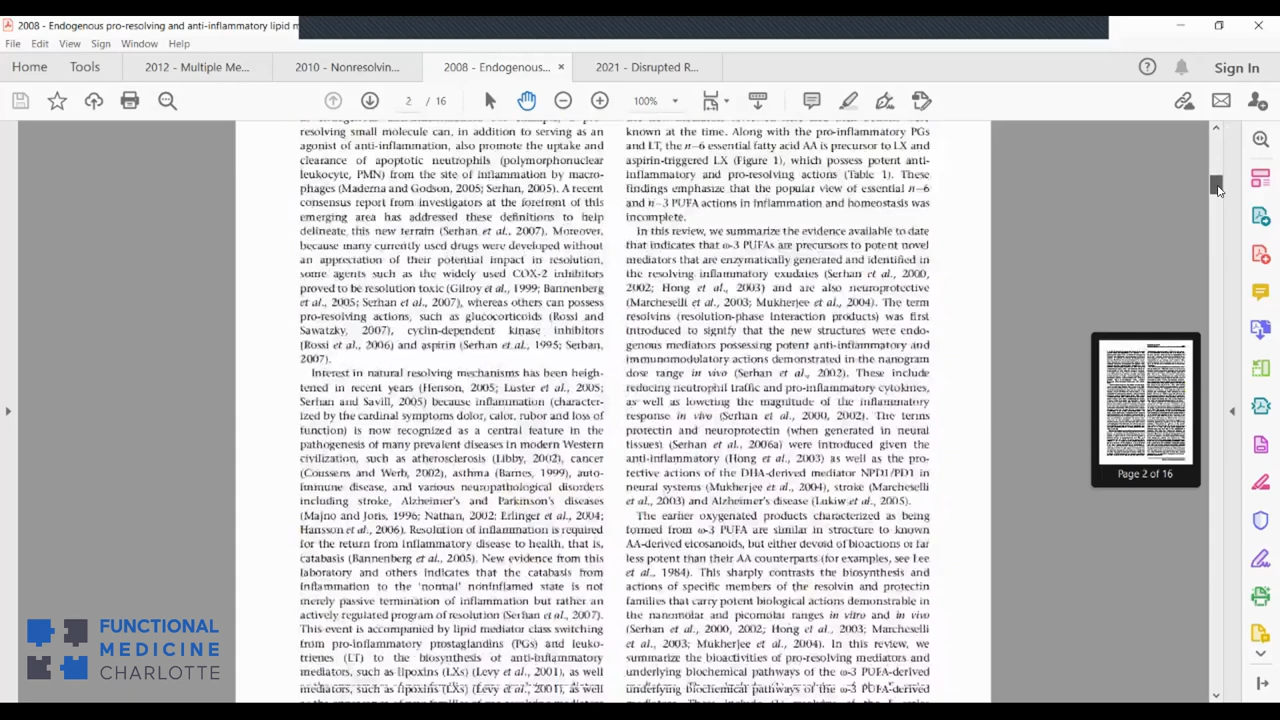 2008 - Endogenous pro-resolving and anti-inflammatory lipid m
File Edit View Sign Window Help
Home Tools 2012 - Multiple Me... 2010 - Nonresolvin... 2008 - Endogenous... 2021 - Disrupted R... Sign In
2 / 16 100%
resolving small molecule can, in addition to serving as an
agonist of anti-inflammation, also promote the uptake and
clearance of apoptotic neutrophils (polymorphonuclear
leukocyte, PMN) from the site of inflammation by macro-
phages (Maderna and Godson, 2005; Serhan, 2005). A recent
consensus report from investigators at the forefront of this
emerging area has addressed these definitions to help
delineate this new terrain (Serhan et al., 2007). Moreover,
because many currently used drugs were developed without
an appreciation of their potential impact in resolution,
some agents such as the widely used COX-2 inhibitors
proved to be resolution toxic (Gilroy et al., 1999; Bannenberg
et al., 2005; Serhan et al., 2007), whereas others can possess
pro-resolving actions, such as glucocorticoids (Rossi and
Sawatzky, 2007), cyclin-dependent kinase inhibitors
(Rossi et al., 2006) and aspirin (Serhan et al., 1995; Serhan,
2007).
Interest in natural resolving mechanisms has been heigh-
tened in recent years (Henson, 2005; Luster et al., 2005;
Serhan and Savill, 2005) because inflammation (character-
ized by the cardinal symptoms dolor, calor, rubor and loss of
function) is now recognized as a central feature in the
pathogenesis of many prevalent diseases in modern Western
civilization, such as atherosclerosis (Libby, 2002), cancer
(Coussens and Werb, 2002), asthma (Barnes, 1999), auto-
immune disease, and various neuropathological disorders
including stroke, Alzheimer's and Parkinson's diseases
(Majno and Joris, 1996; Nathan, 2002; Erlinger et al., 2004;
Hansson et al., 2006). Resolution of inflammation is required
for the return from inflammatory disease to health, that is,
catabasis (Bannenberg et al., 2005). New evidence from this
laboratory and others indicates that the catabasis from
inflammation to the 'normal' noninflamed state is not
merely passive termination of inflammation but rather an
actively regulated program of resolution (Serhan et al., 2007).
This event is accompanied by lipid mediator class switching
from pro-inflammatory prostaglandins (PGs) and leuko-
trienes (LT) to the biosynthesis of anti-inflammatory
mediators, such as lipoxins (LXs) (Levy et al., 2001), as well
mediators, such as lipoxins (LXs) (Levy et al., 2001), as well
known at the time. Along with the pro-inflammatory PGs
and LT, the n-6 essential fatty acid AA is precursor to LX and
aspirin-triggered LX (Figure 1), which possess potent anti-
inflammatory and pro-resolving actions (Table 1). These
findings emphasize that the popular view of essential n-6
and n-3 PUFA actions in inflammation and homeostasis was
incomplete.
In this review, we summarize the evidence available to date
that indicates that ω-3 PUFAs are precursors to potent novel
mediators that are enzymatically generated and identified in
the resolving inflammatory exudates (Serhan et al., 2000,
2002; Hong et al., 2003) and are also neuroprotective
(Marcheselli et al., 2003; Mukherjee et al., 2004). The term
resolvins (resolution-phase interaction products) was first
introduced to signify that the new structures were endo-
genous mediators possessing potent anti-inflammatory and
immunomodulatory actions demonstrated in the nanogram
dose range in vivo (Serhan et al., 2002). These include
reducing neutrophil traffic and pro-inflammatory cytokines,
as well as lowering the magnitude of the inflammatory
response in vivo (Serhan et al., 2000, 2002). The terms
protectin and neuroprotectin (when generated in neural
tissues) (Serhan et al., 2006a) were introduced given the
anti-inflammatory (Hong et al., 2003) as well as the pro-
tective actions of the DHA-derived mediator NPD1/PD1 in
neural systems (Mukherjee et al., 2004), stroke (Marcheselli
et al., 2003) and Alzheimer's disease (Lukiw et al., 2005).
The earlier oxygenated products characterized as being
formed from ω-3 PUFA are similar in structure to known
AA-derived eicosanoids, but either devoid of bioactions or far
less potent than their AA counterparts (for examples, see Lee
et al., 1984). This sharply contrasts the biosynthesis and
actions of specific members of the resolvin and protectin
families that carry potent biological actions demonstrable in
the nanomolar and picomolar ranges in vitro and in vivo
(Serhan et al., 2000, 2002; Hong et al., 2003; Marcheselli
et al., 2003; Mukherjee et al., 2004). In this review, we
summarize the bioactivities of pro-resolving mediators and
underlying biochemical pathways of the ω-3 PUFA-derived
underlying biochemical pathways of the ω-3 PUFA-derived
Page 2 of 16
FUNCTIONAL
MEDICINE
CHARLOTTE